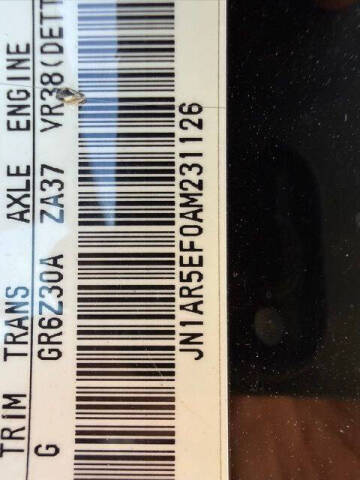 TRIM TRANS AXLE ENGINE
G GR6Z30A ZA37 VR38(DETT
JN1AR5EF0AM231126